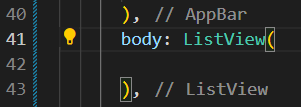 40 ), // AppBar
41 body: ListView(
42
43 ), // ListView